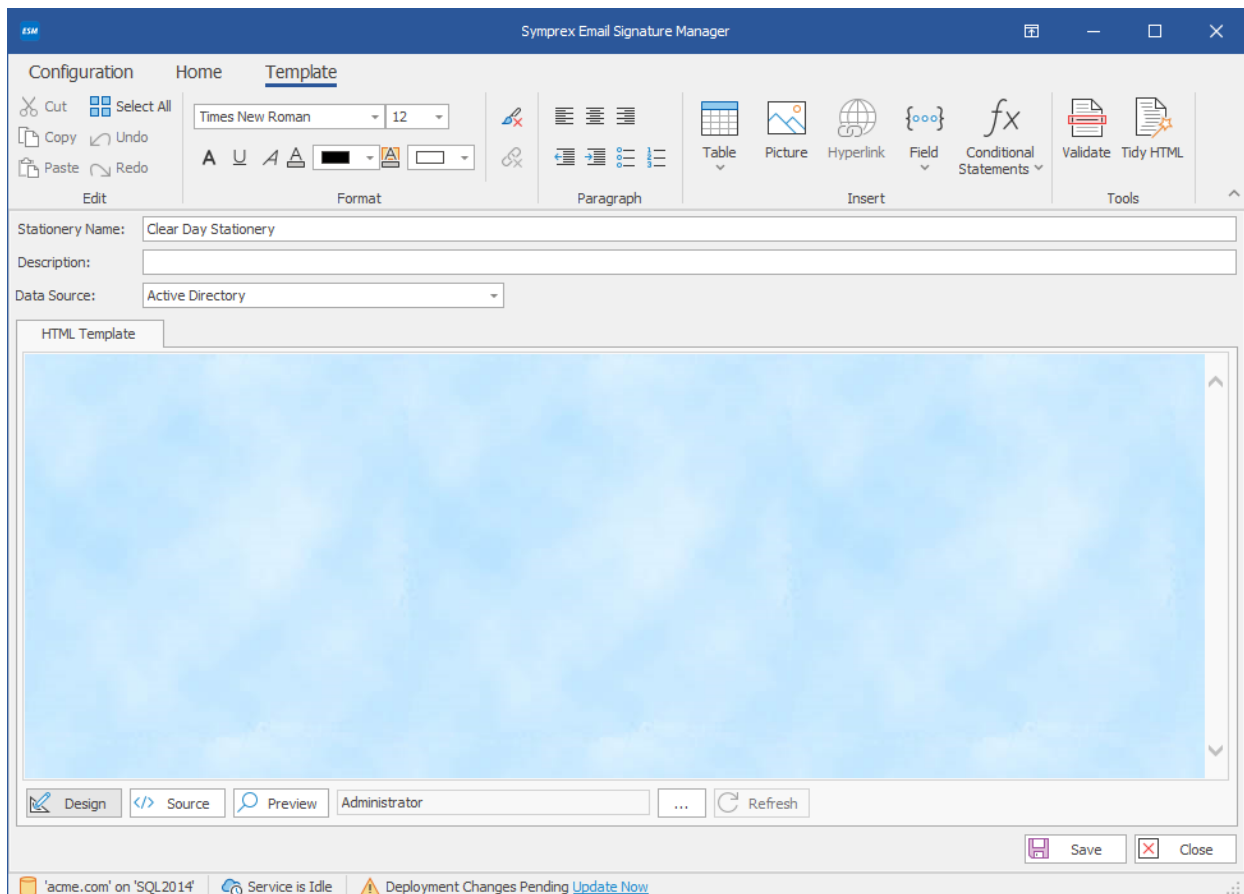 ESM
Symprex Email Signature Manager
Configuration Home Template
Cut Select All
Copy Undo
Paste Redo
Edit
Times New Roman 12
A U A A A
Format
Paragraph
Table Picture Hyperlink Field Conditional Statements
{ooo} fx
Insert
Validate Tidy HTML
Tools
Stationery Name: Clear Day Stationery
Description:
Data Source: Active Directory
HTML Template
Design </> Source Preview Administrator ... Refresh
Save Close
'acme.com' on 'SQL2014' Service is Idle Deployment Changes Pending Update Now